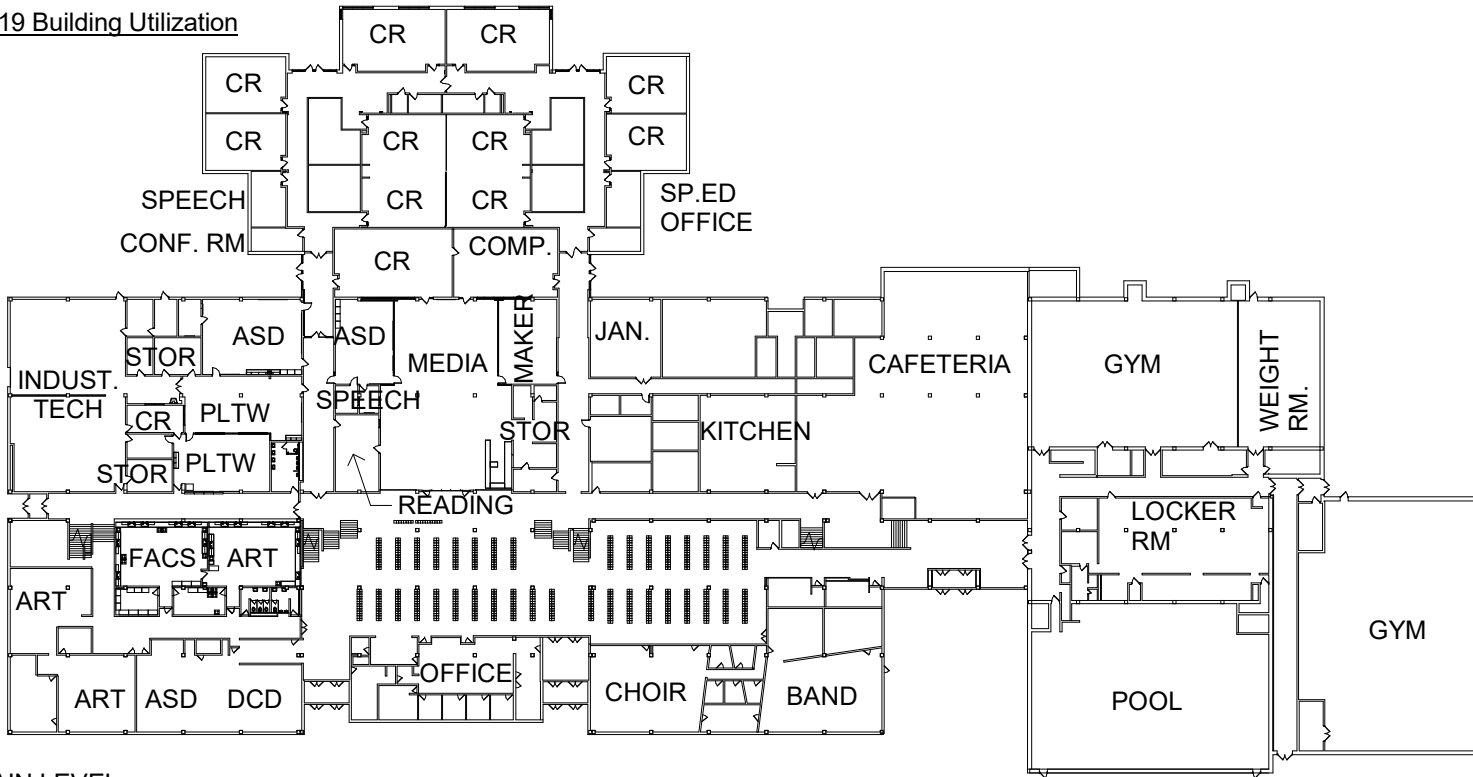 19 Building Utilization
CR
CR
CR
CR
CR
CR
CR
CR
CR
CR
SPEECH
SP.ED
OFFICE
CONF. RM
CR
COMP.
ASD
ASD
MEDIA
MAKER
JAN.
CAFETERIA
GYM
WEIGHT
RM.
STOR
INDUST.
TECH
SPEECH
CR
PLTW
STOR
KITCHEN
STOR
PLTW
READING
LOCKER
RM
FACS
ART
ART
GYM
OFFICE
ART
ASD
DCD
CHOIR
BAND
POOL